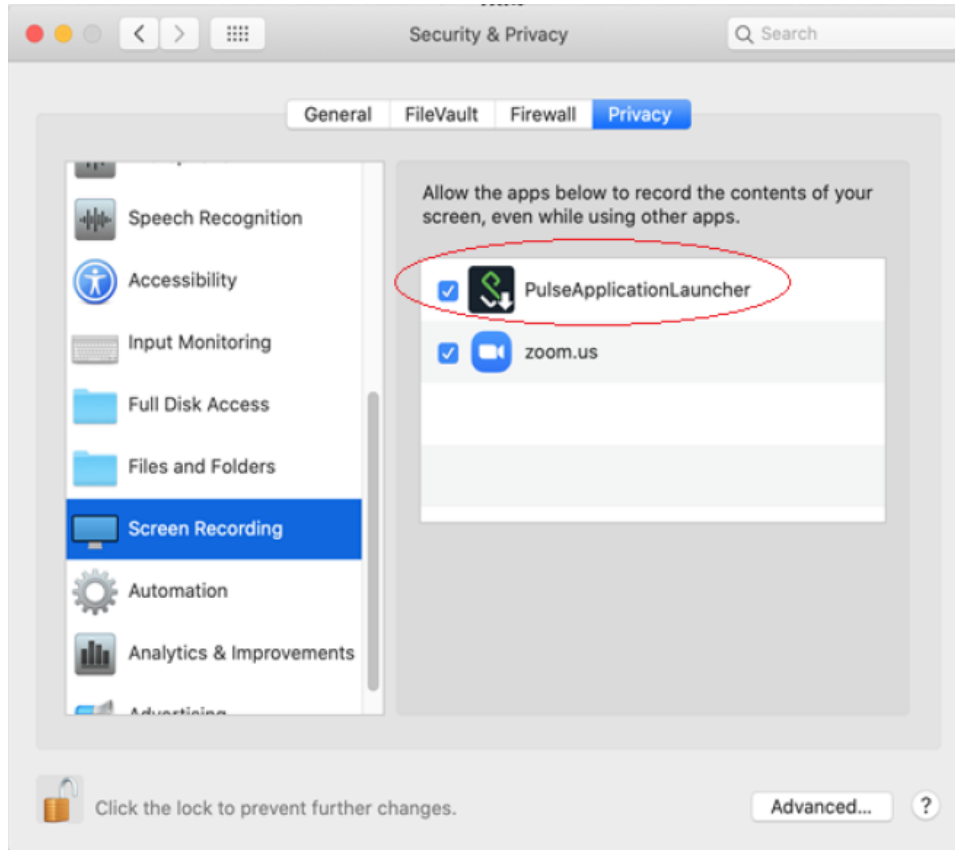 Security & Privacy
Search
General
FileVault
Firewall
Privacy
Speech Recognition
Accessibility
Input Monitoring
Full Disk Access
Files and Folders
Screen Recording
Automation
Analytics & Improvements
Advertising
Allow the apps below to record the contents of your
screen, even while using other apps.
PulseApplicationLauncher
zoom.us
Click the lock to prevent further changes.
Advanced...
?